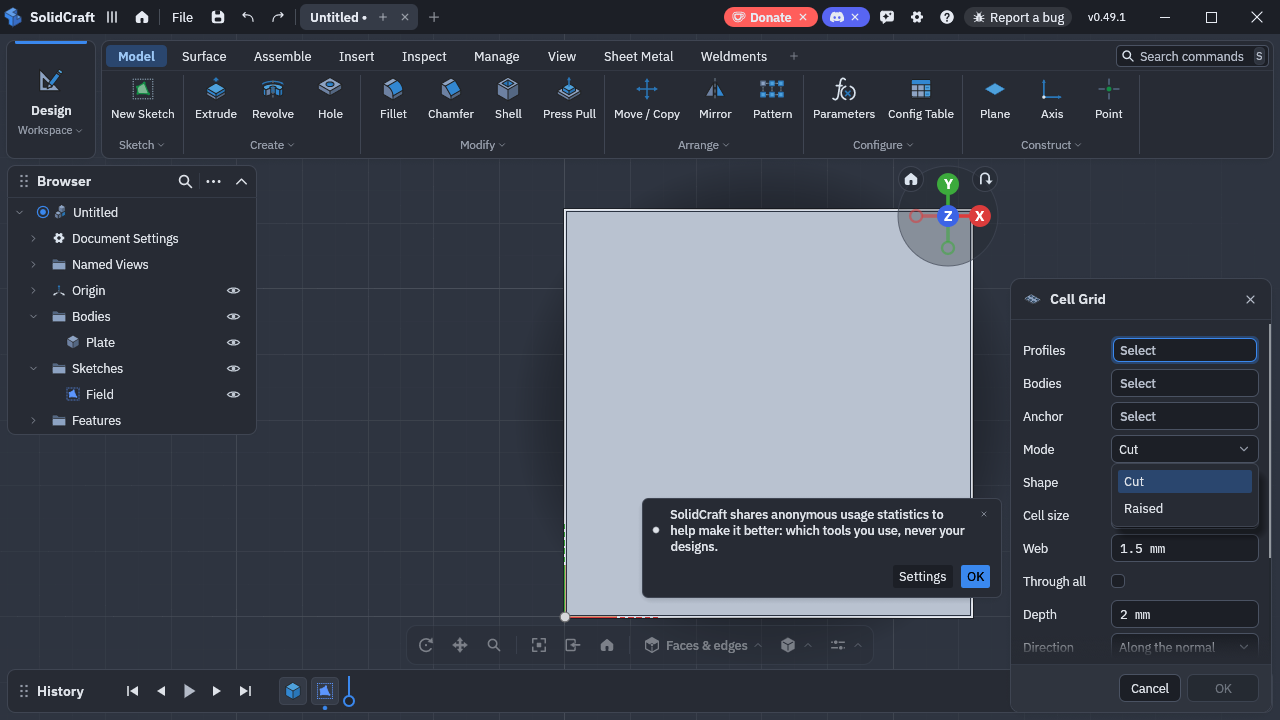 SolidCraft
File
Untitled •
Donate
Report a bug
v0.49.1
Design
Workspace
Model
Surface
Assemble
Insert
Inspect
Manage
View
Sheet Metal
Weldments
Search commands
S
New Sketch
Extrude
Revolve
Hole
Fillet
Chamfer
Shell
Press Pull
Move / Copy
Mirror
Pattern
Parameters
Config Table
Plane
Axis
Point
Sketch
Create
Modify
Arrange
Configure
Construct
Browser
Untitled
Document Settings
Named Views
Origin
Bodies
Plate
Sketches
Field
Features
Y
Z
X
Cell Grid
Profiles
Select
Bodies
Select
Anchor
Select
Mode
Cut
Shape
Cut
Raised
Cell size
Web
1.5 mm
Through all
Depth
2 mm
Direction
Along the normal
Cancel
OK
SolidCraft shares anonymous usage statistics to
help make it better: which tools you use, never your
designs.
Settings
OK
Faces & edges
History